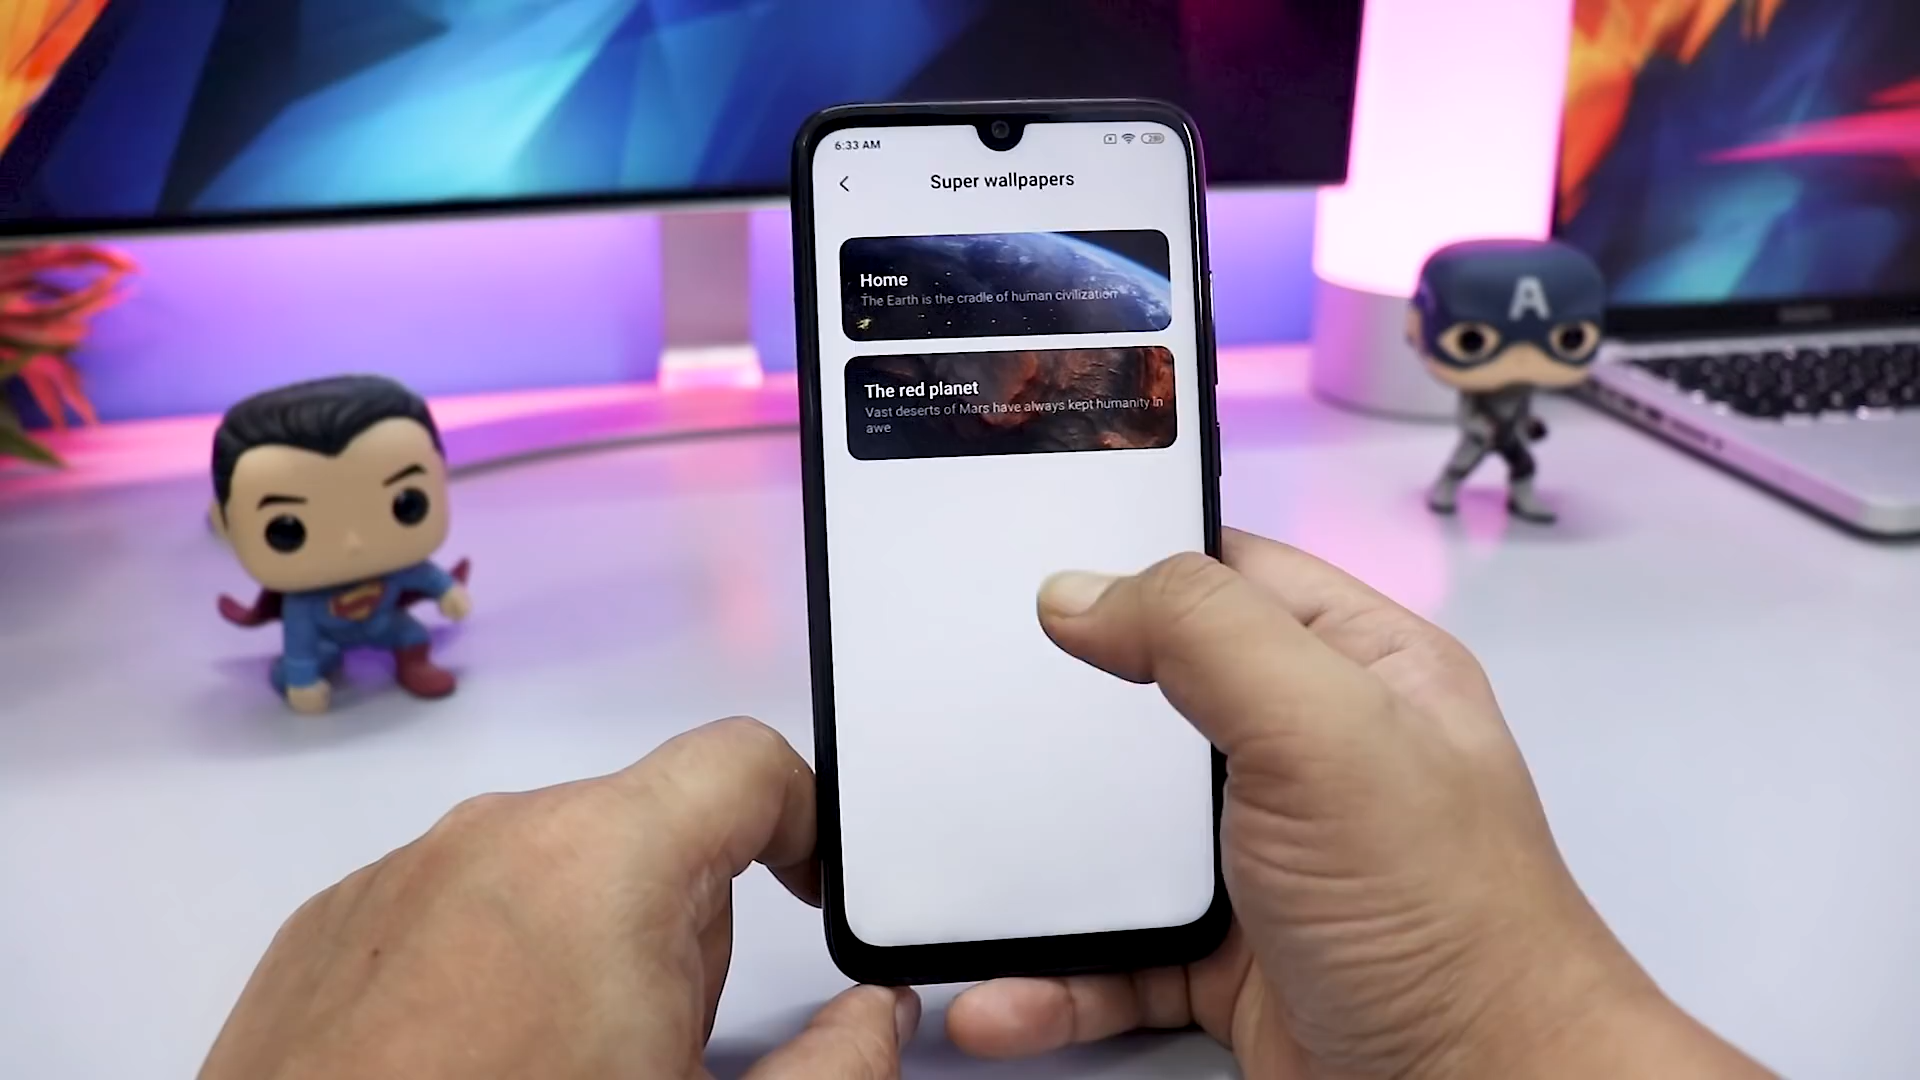 6:33 AM
Super wallpapers
Home
The Earth is the cradle of human civilization
The red planet
Vast deserts of Mars have always kept humanity in
awe
A